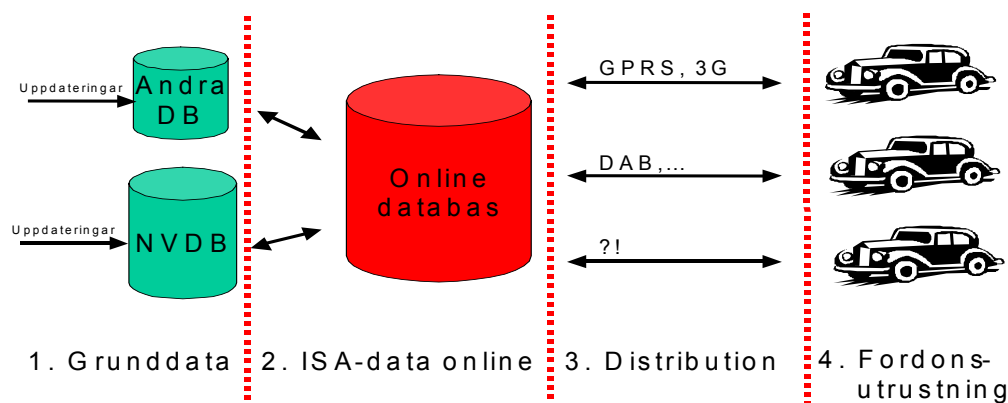 Uppdateringar
Andra
DB
Uppdateringar
NVDB
Online
databas
GPRS, 3G
DAB,...
?!
1. Grunddata
2. ISA-data online
3. Distribution
4. Fordons-
utrustning